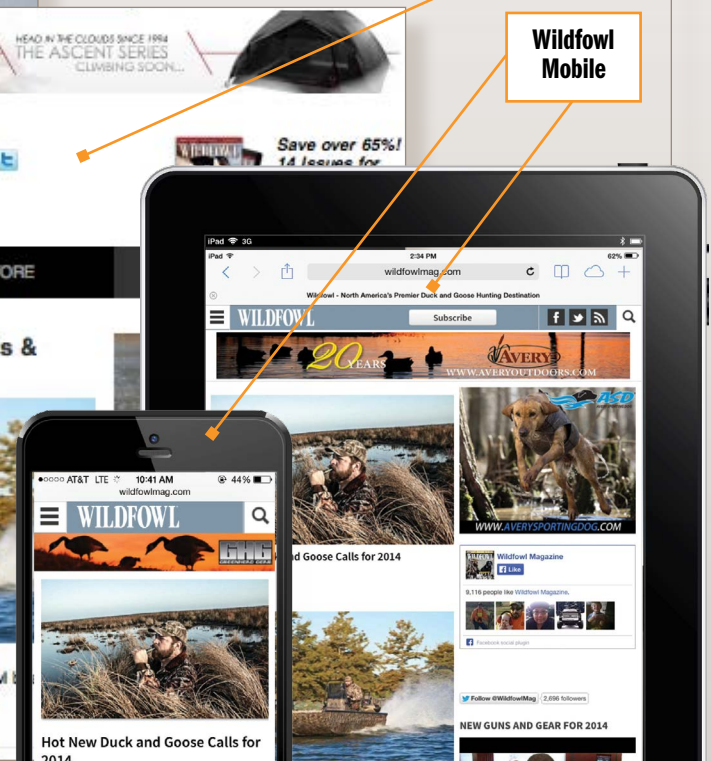 HEAD IN THE CLOUDS SINCE 1994
THE ASCENT SERIES
CLIMBING SOON...
Wildfowl
Mobile
t
WILDFOWL
Save over 65%!
14 Issues for
ORE
s &
iPad 3G
iPad 2:34 PM 62%
wildfowlmag.com
Wildfowl - North America's Premier Duck and Goose Hunting Destination
WILDFOWL Subscribe
20 YEARS
AVERY
WWW.AVERYOUTDOORS.COM
ASD
WWW.AVERYSPORTINGDOG.COM
d Goose Calls for 2014
Wildfowl Magazine
Like
9,116 people like Wildfowl Magazine.
Facebook social plugin
Follow @WildfowlMag 2,696 followers
NEW GUNS AND GEAR FOR 2014
AT&T LTE 10:41 AM 44%
wildfowlmag.com
WILDFOWL
GHG
Hot New Duck and Goose Calls for
2014